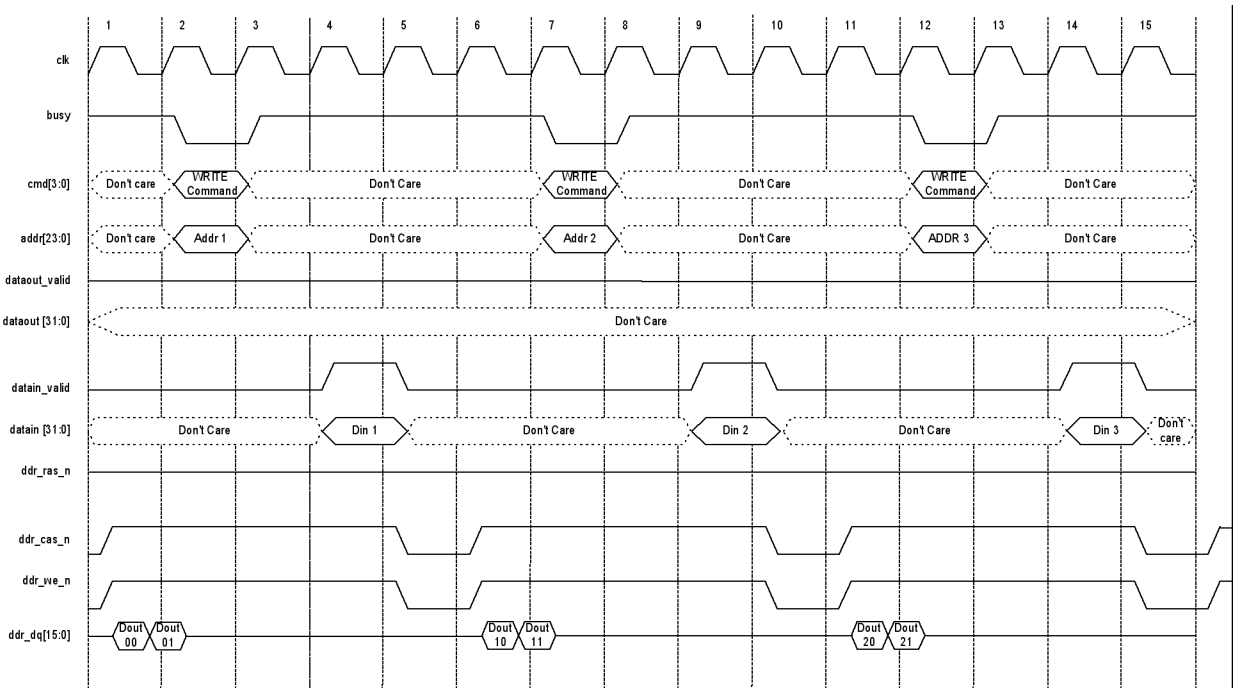 1 2 3 4 5 6 7 8 9 10 11 12 13 14 15
clk
busy
cmd[3:0] Don't care WRITE Command Don't Care WRITE Command Don't Care WRITE Command Don't Care
addr[23:0] Don't care Addr 1 Don't Care Addr 2 Don't Care ADDR 3 Don't Care
dataout_valid
dataout [31:0] Don't Care
datain_valid
datain [31:0] Don't Care Din 1 Don't Care Din 2 Don't Care Din 3 Don't care
ddr_ras_n
ddr_cas_n
ddr_we_n
ddr_dq[15:0] Dout 00 Dout 01 Dout 10 Dout 11 Dout 20 Dout 21